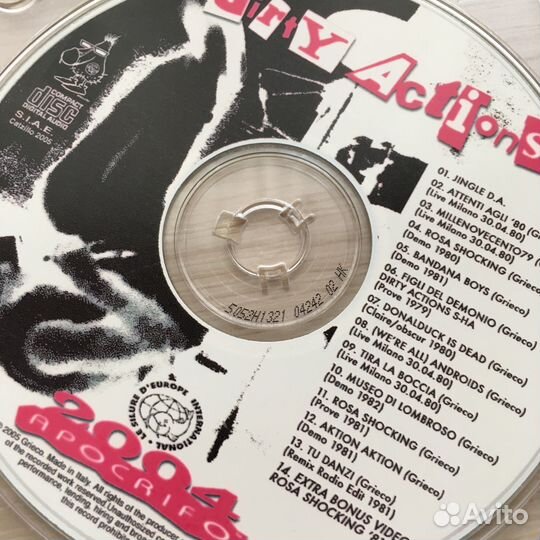 Dirty Actions
COMPACT
disc
DIGITAL AUDIO
S.I.A.E.
Catzillo 2005
01. JINGLE D.A.
02. ATTENTI AGLI '80 (Grieco)
(Live Milano 30.04.80)
03. MILLENOVECENTO79 (Grieco)
(Live Milano 30.04.80)
04. ROSA SHOCKING (Grieco)
(Demo 1980)
05. BANDANA BOYS (Grieco)
(Demo 1981)
06. FIGLI DEL DEMONIO (Grieco)
DIRTY ACTIONS S-HA
(Prove 1979)
07. DONALDUCK IS DEAD (Grieco)
(Claire/obscur 1980)
08. (WE'RE ALL) ANDROIDS (Grieco)
(Live Milano 30.04.80)
09. TIRA LA BOCCIA (Grieco)
(Live Milano 30.04.80)
10. MUSEO DI LOMBROSO (Grieco)
(Demo 1982)
11. ROSA SHOCKING (Grieco)
(Prove 1981)
12. AKTION AKTION (Grieco)
(Demo 1981)
13. TU DANZI (Grieco)
(Remix Radio Edit 1981)
14. EXTRA BONUS VIDEO
ROSA SHOCKING '8
5052H1321 04242 02 HK
LE SILURE D'EUROPE INTERNATIONAL
2004
APOCRIFO
2005 Grieco. Made in Italy. All rights of the producer
of the recorded work reserved. Unauthorized
performance, lending, hiring and broa
this record prohib
Avito